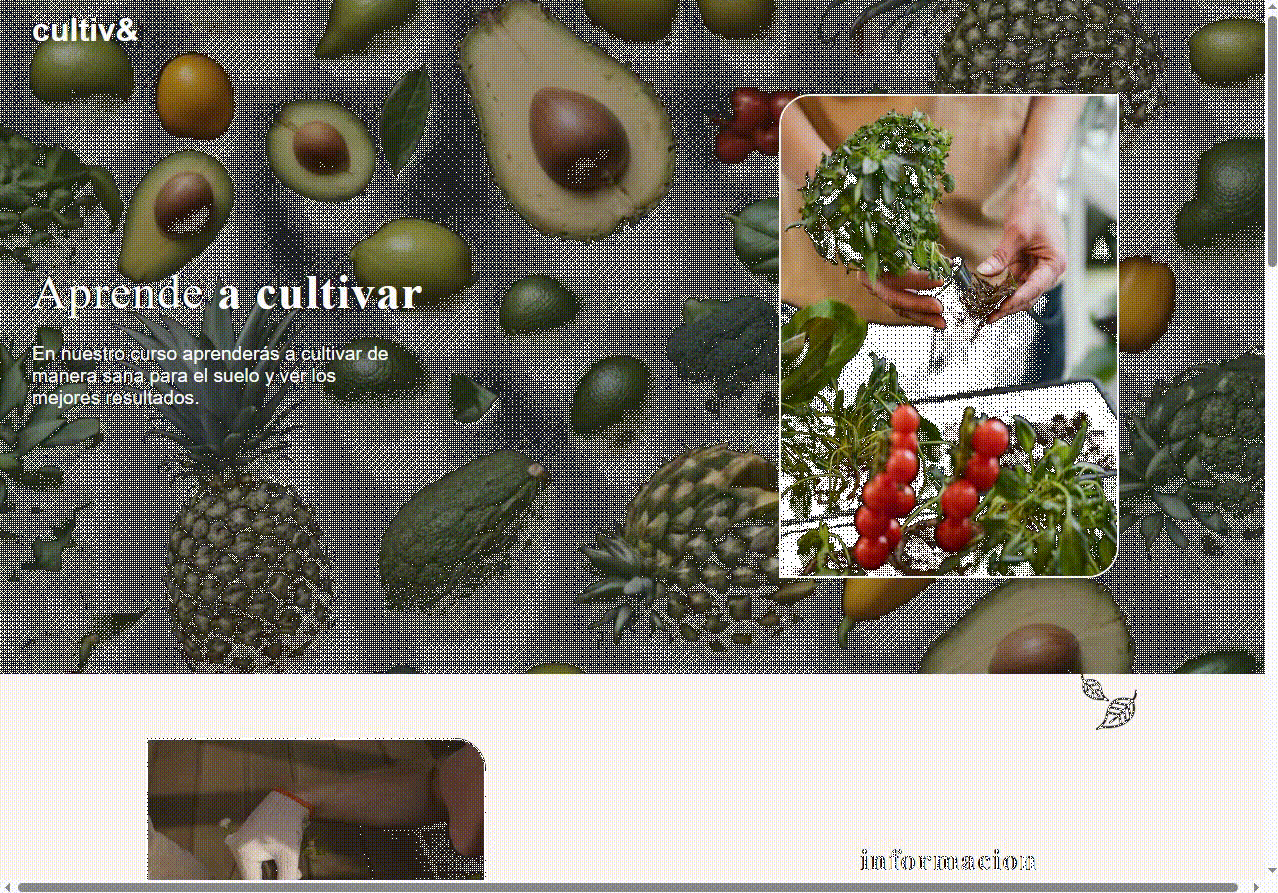 cultiv&
Aprende a cultivar
En nuestro curso aprenderás a cultivar de
manera sana para el suelo y ver los
mejores resultados.
informacion